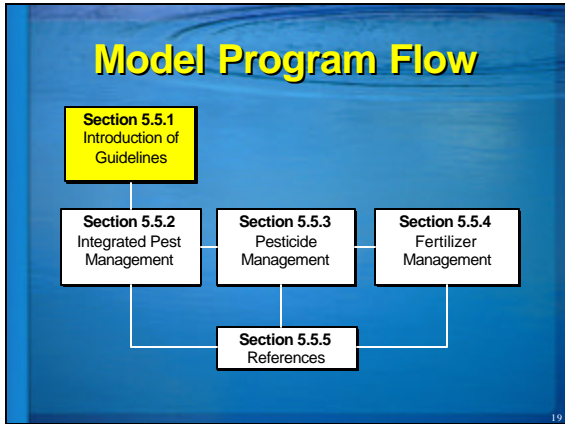 Model Program Flow
Section 5.5.1
Introduction of
Guidelines
Section 5.5.2
Integrated Pest
Management
Section 5.5.3
Pesticide
Management
Section 5.5.4
Fertilizer
Management
Section 5.5.5
References
19